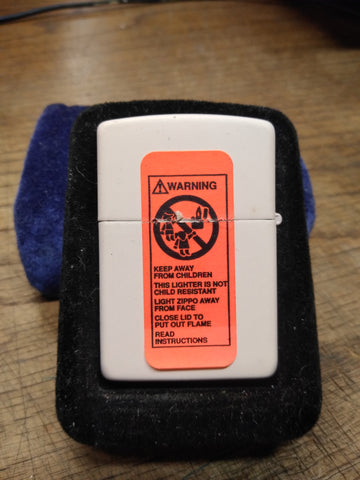 WARNING
KEEP AWAY
FROM CHILDREN
THIS LIGHTER IS NOT
CHILD RESISTANT
LIGHT ZIPPO AWAY
FROM FACE
CLOSE LID TO
PUT OUT FLAME
READ
INSTRUCTIONS